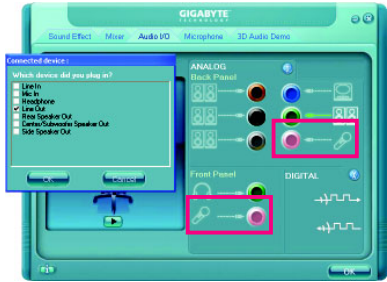 GIGABYTE
TECHNOLOGY
Sound Effect Mixer Audio I/O Microphone 3D Audio Demo
Connected device :
Which device did you plug in?
Line In
Mic In
Headphone
Line Out
Rear Speaker Out
Center/Subwoofer Speaker Out
Side Speaker Out
OK Cancel
ANALOG
Back Panel
Front Panel
DIGITAL
OK